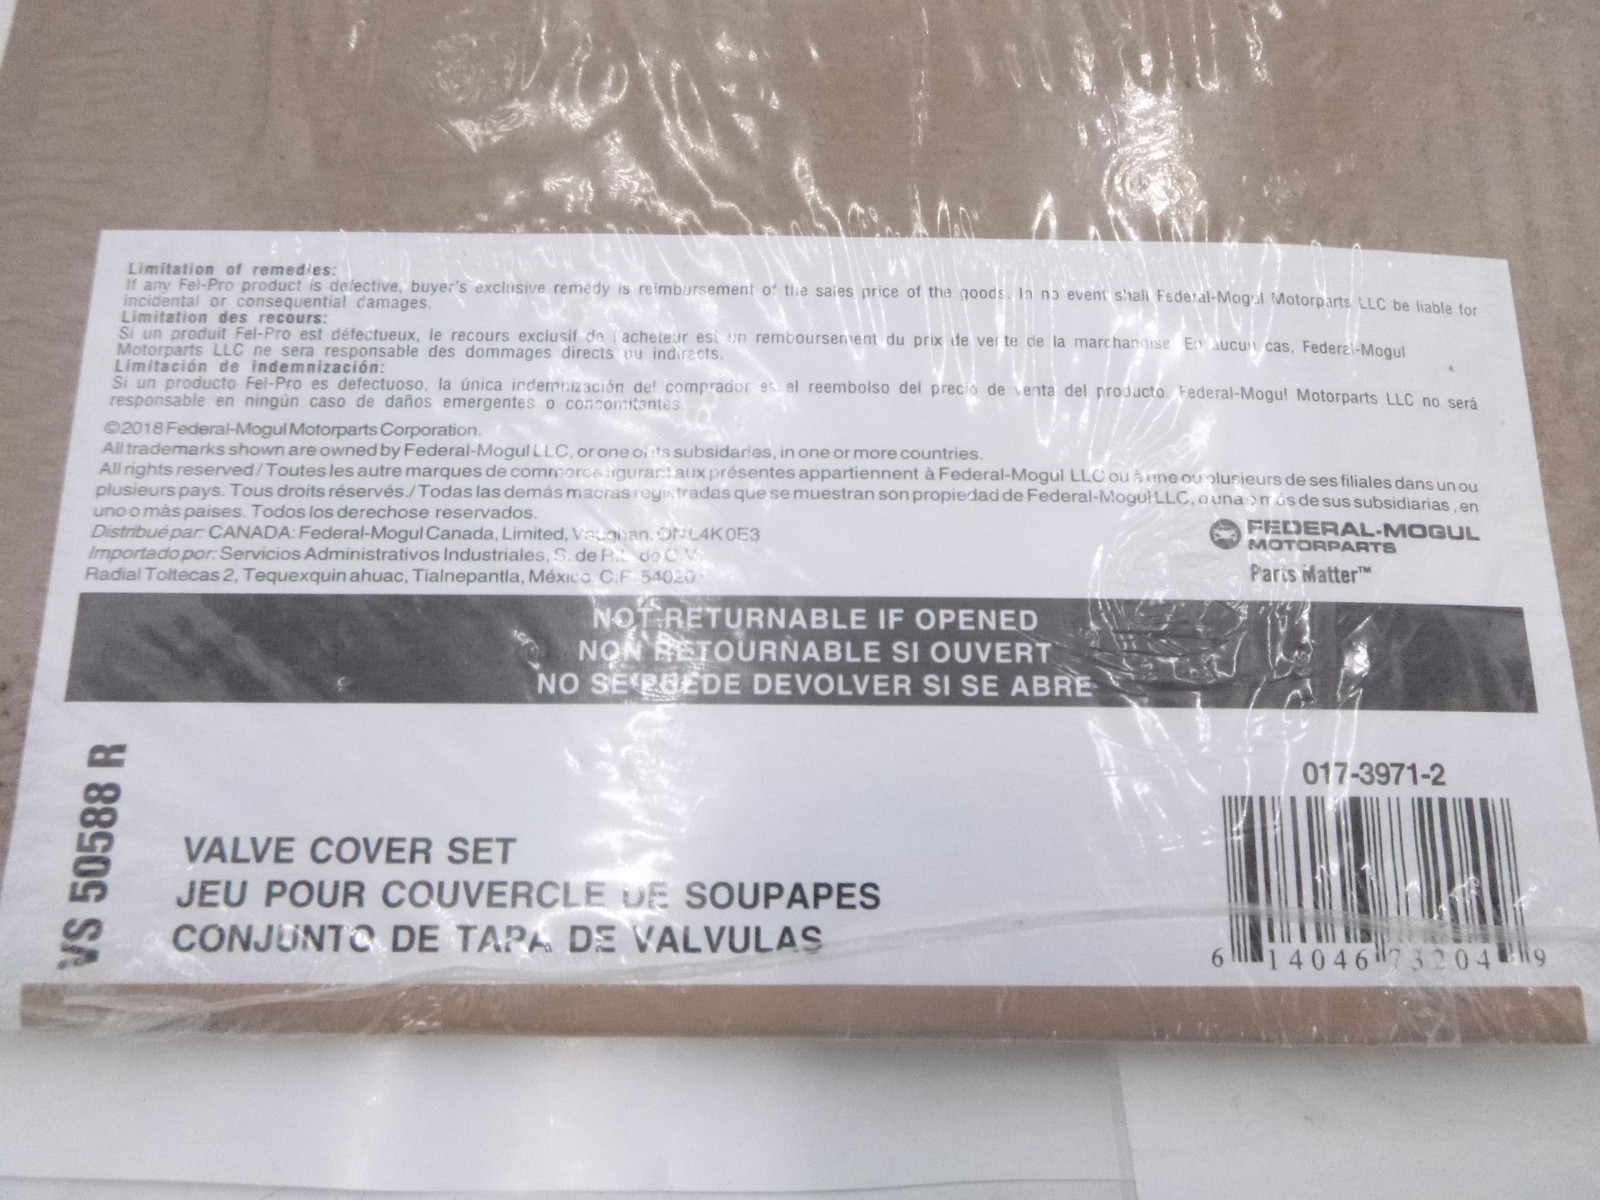 Limitation of remedies:
If any Fel-Pro product is defective, buyer's exclusive remedy is reimbursement of the sales price of the goods. In no event shall Federal-Mogul Motorparts LLC be liable for
incidental or consequential damages.
Limitation des recours:
Si un produit Fel-Pro est défectueux, le recours exclusif de l'acheteur est un remboursement du prix de vente de la marchandise. En aucun cas, Federal-Mogul
Motorparts LLC ne sera responsable des dommages directs ou indirects.
Limitación de indemnización:
Si un producto Fel-Pro es defectuoso, la única indemnización del comprador es el reembolso del precio de venta del producto. Federal-Mogul Motorparts LLC no será
responsable en ningún caso de daños emergentes o concomitantes.
©2018 Federal-Mogul Motorparts Corporation.
All trademarks shown are owned by Federal-Mogul LLC, or one of its subsidaries, in one or more countries.
All rights reserved / Toutes les autre marques de commerce figurant aux présentes appartiennent à Federal-Mogul LLC ou à une ou plusieurs de ses filiales dans un ou
plusieurs pays. Tous droits réservés./ Todas las demás macras registradas que se muestran son propiedad de Federal-Mogul LLC, o una o más de sus subsidiarias, en
uno o màs paises. Todos los derechose reservados.
Distribué par: CANADA: Federal-Mogul Canada, Limited, Vaughan, ON L4K 0E3
Importado por: Servicios Administrativos Industriales, S. de R.L. de C.V.
Radial Toltecas 2, Tequexquinahuac, Tlalnepantla, México, C.F. 54020
FEDERAL-MOGUL
MOTORPARTS
Parts Matter™
NOT RETURNABLE IF OPENED
NON RETOURNABLE SI OUVERT
NO SE PUEDE DEVOLVER SI SE ABRE
VS 50588 R
VALVE COVER SET
JEU POUR COUVERCLE DE SOUPAPES
CONJUNTO DE TAPA DE VALVULAS
017-3971-2
6 14046 73204 9